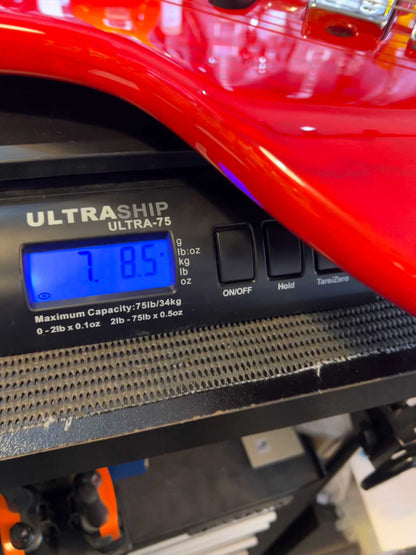 ULTRASHIP
ULTRA-75
7. 8.5
g
lb:oz
kg
lb
oz
ON/OFF
Hold
Tare/Zero
Maximum Capacity:75lb/34kg
0 - 2lb x 0.1oz 2lb - 75lb x 0.5oz